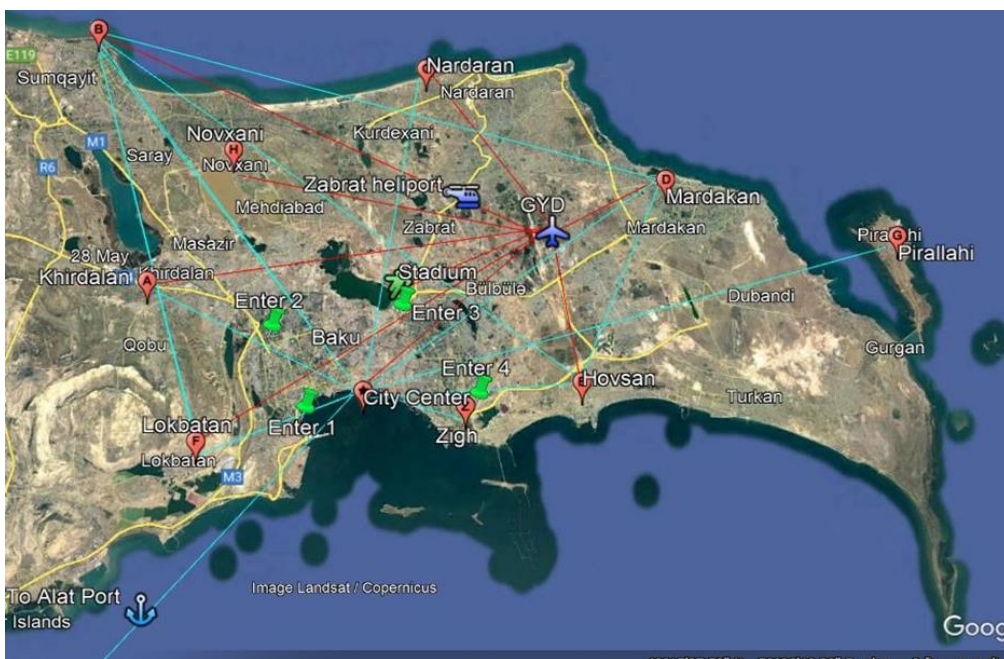 B
E119
Nardaran
Nardaran
Sumqayit
M1
Kurdexani
Novxani
H
Novxani
Saray
R6
Zabrat heliport
D
Mardakan
Mehdiabad
GYD
Zabrat
Mardakan
G
Pirallahi
Masazir
28 May
Khirdalan
Khirdalan
A
Stadium
Bülbülə
Dubandi
Enter 2
Enter 3
Qobu
Baku
Gurgan
Enter 4
Hovsan
City Center
Turkan
Lokbatan
Enter 1
Z
Zigh
F
Lokbatan
M3
Image Landsat / Copernicus
To Alat Port
Islands
Goog